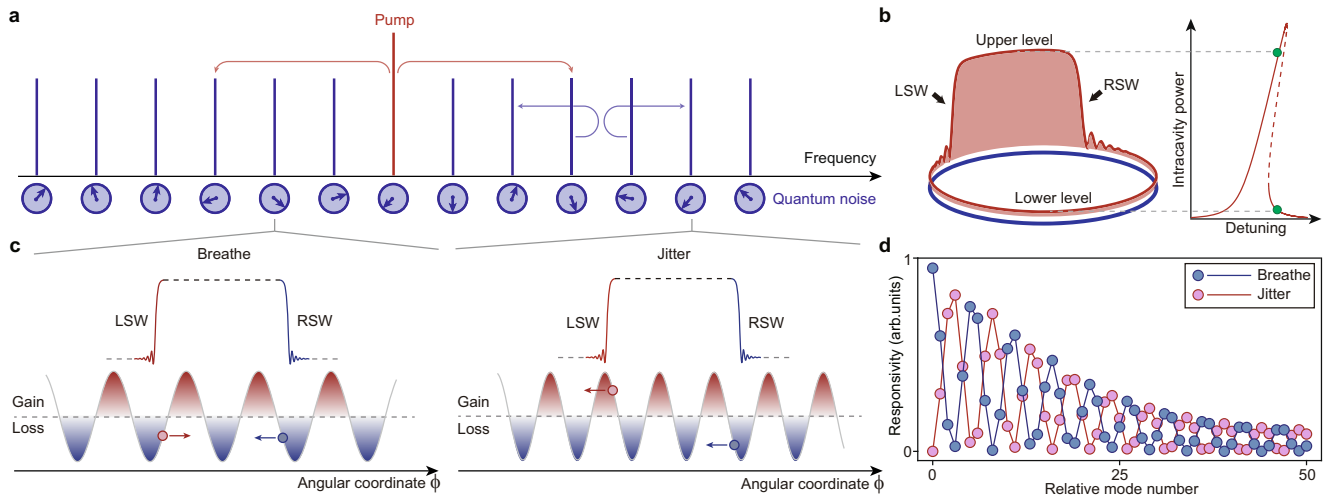 a
Pump
Frequency
Quantum noise
b
Upper level
LSW
RSW
Lower level
Intracavity power
Detuning
c
Breathe
LSW
RSW
Gain
Loss
Angular coordinate ϕ
Jitter
LSW
RSW
Gain
Loss
Angular coordinate ϕ
d
Responsivity (arb.units)
1
0
Breathe
Jitter
0
25
50
Relative mode number